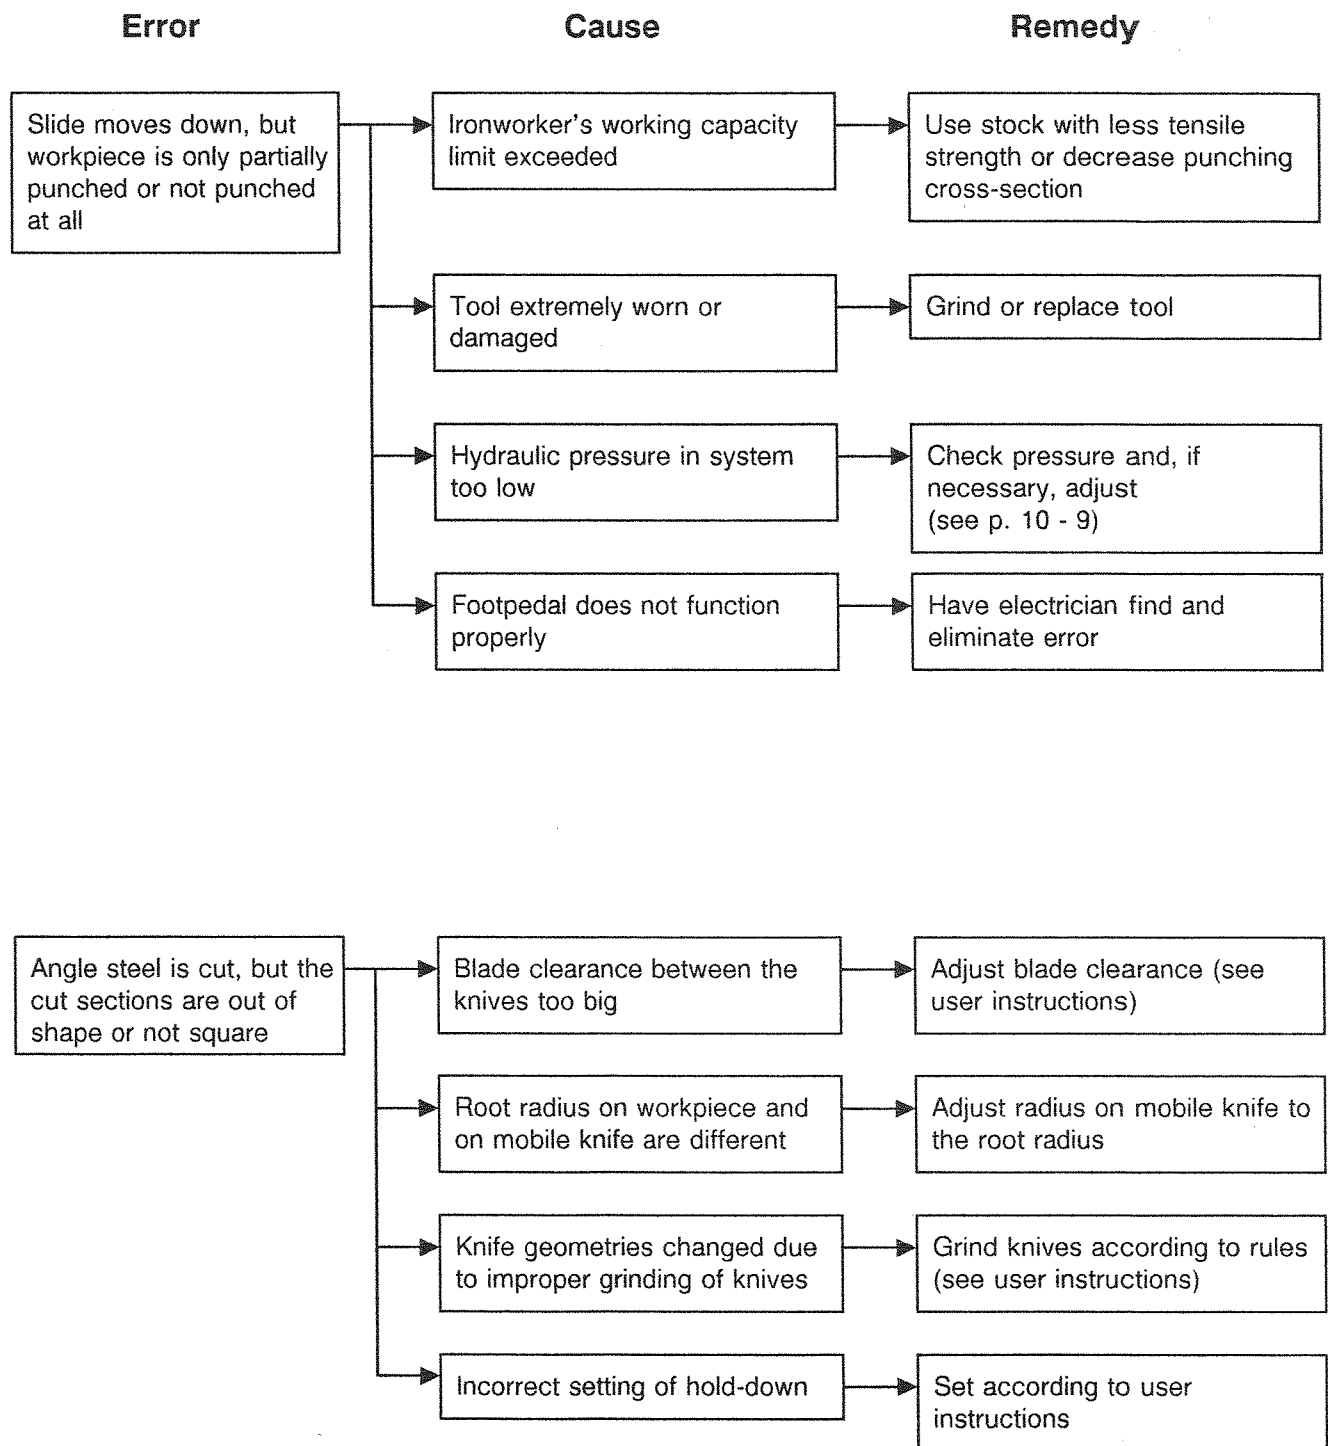 Error
Cause
Remedy
Slide moves down, but
workpiece is only partially
punched or not punched
at all
Ironworker's working capacity
limit exceeded
Use stock with less tensile
strength or decrease punching
cross-section
Tool extremely worn or
damaged
Grind or replace tool
Hydraulic pressure in system
too low
Check pressure and, if
necessary, adjust
(see p. 10 - 9)
Footpedal does not function
properly
Have electrician find and
eliminate error
Angle steel is cut, but the
cut sections are out of
shape or not square
Blade clearance between the
knives too big
Adjust blade clearance (see
user instructions)
Root radius on workpiece and
on mobile knife are different
Adjust radius on mobile knife to
the root radius
Knife geometries changed due
to improper grinding of knives
Grind knives according to rules
(see user instructions)
Incorrect setting of hold-down
Set according to user
instructions